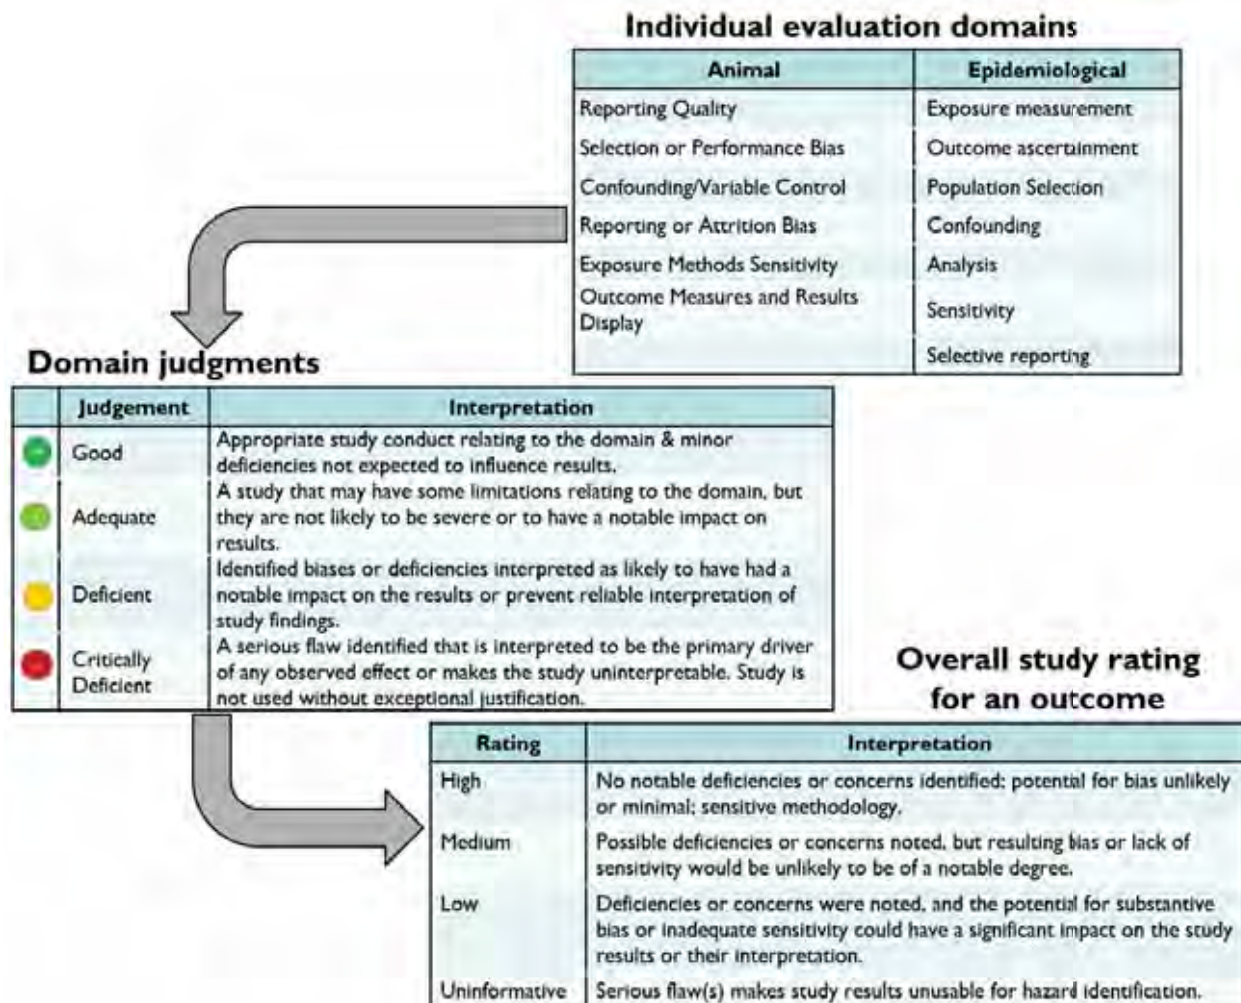 Individual evaluation domains
Animal
Epidemiological
Reporting Quality
Exposure measurement
Selection or Performance Bias
Outcome ascertainment
Confounding/Variable Control
Population Selection
Reporting or Attrition Bias
Confounding
Exposure Methods Sensitivity
Analysis
Outcome Measures and Results
Display
Sensitivity
Selective reporting
Domain judgments
Judgement
Interpretation
Good
Appropriate study conduct relating to the domain & minor
deficiencies not expected to influence results.
Adequate
A study that may have some limitations relating to the domain, but
they are not likely to be severe or to have a notable impact on
results.
Deficient
Identified biases or deficiencies interpreted as likely to have had a
notable impact on the results or prevent reliable interpretation of
study findings.
Critically
Deficient
A serious flaw identified that is interpreted to be the primary driver
of any observed effect or makes the study uninterpretable. Study is
not used without exceptional justification.
Overall study rating
for an outcome
Rating
Interpretation
High
No notable deficiencies or concerns identified; potential for bias unlikely
or minimal; sensitive methodology.
Medium
Possible deficiencies or concerns noted, but resulting bias or lack of
sensitivity would be unlikely to be of a notable degree.
Low
Deficiencies or concerns were noted, and the potential for substantive
bias or inadequate sensitivity could have a significant impact on the study
results or their interpretation.
Uninformative
Serious flaw(s) makes study results unusable for hazard identification.